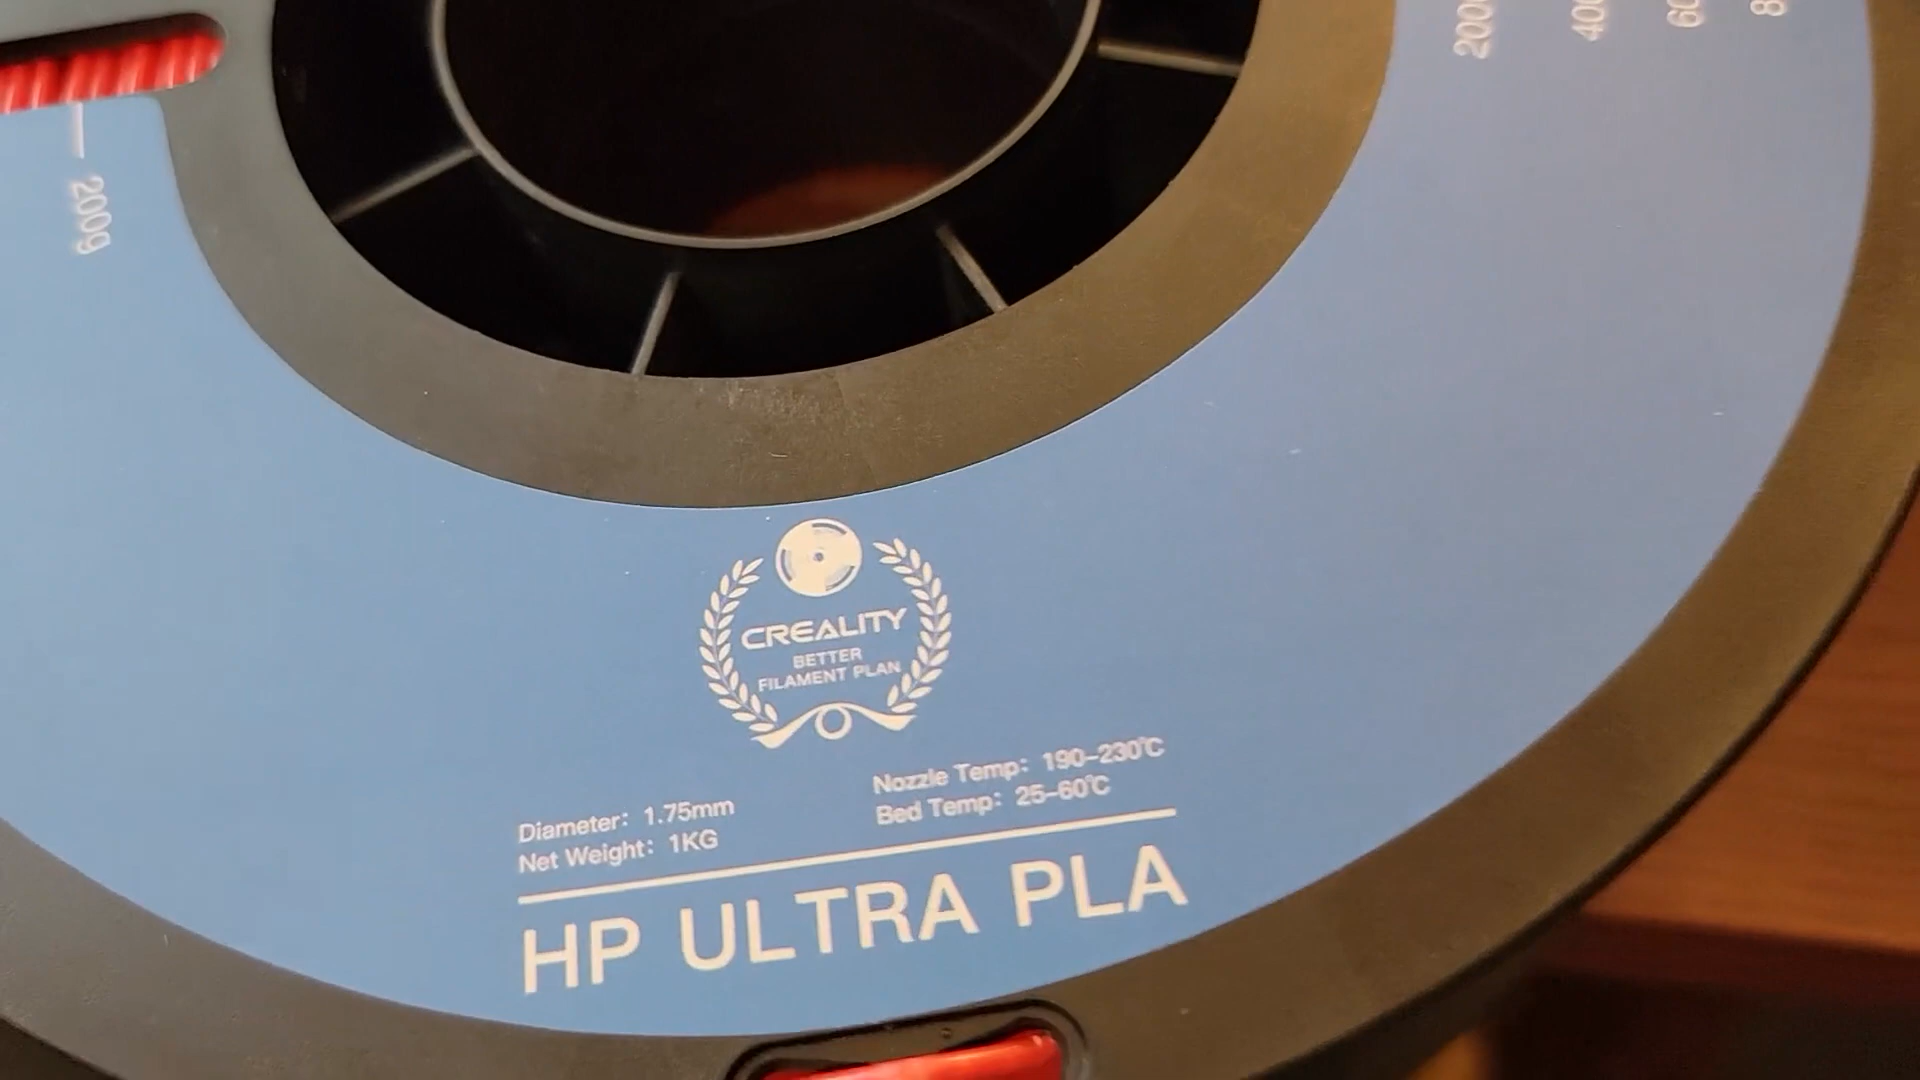 200g
CREALITY
BETTER
FILAMENT PLAN
Diameter: 1.75mm
Net Weight: 1KG
Nozzle Temp: 190-230℃
Bed Temp: 25-60℃
HP ULTRA PLA